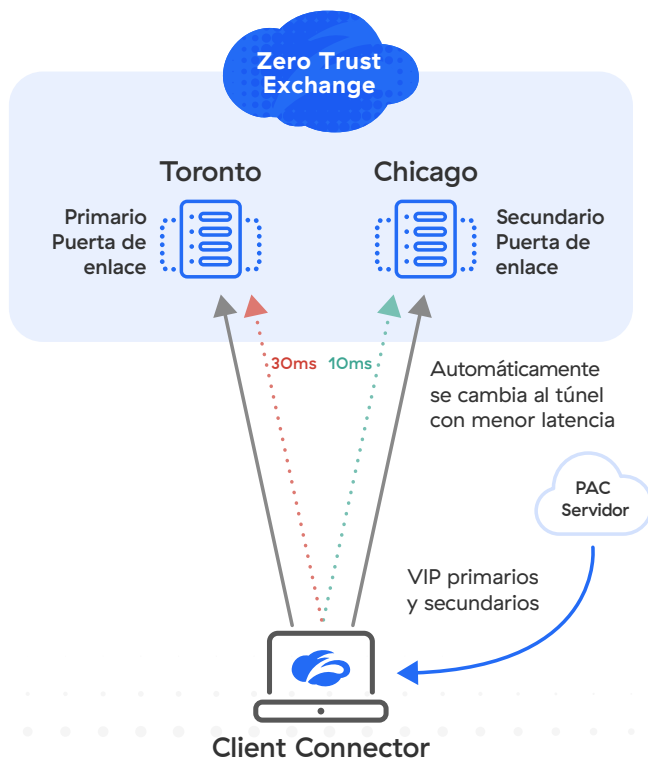 Zero Trust
Exchange
Toronto
Chicago
Primario
Puerta de
enlace
Secundario
Puerta de
enlace
30ms
10ms
Automáticamente
se cambia al túnel
con menor latencia
PAC
Servidor
VIP primarios
y secundarios
Client Connector